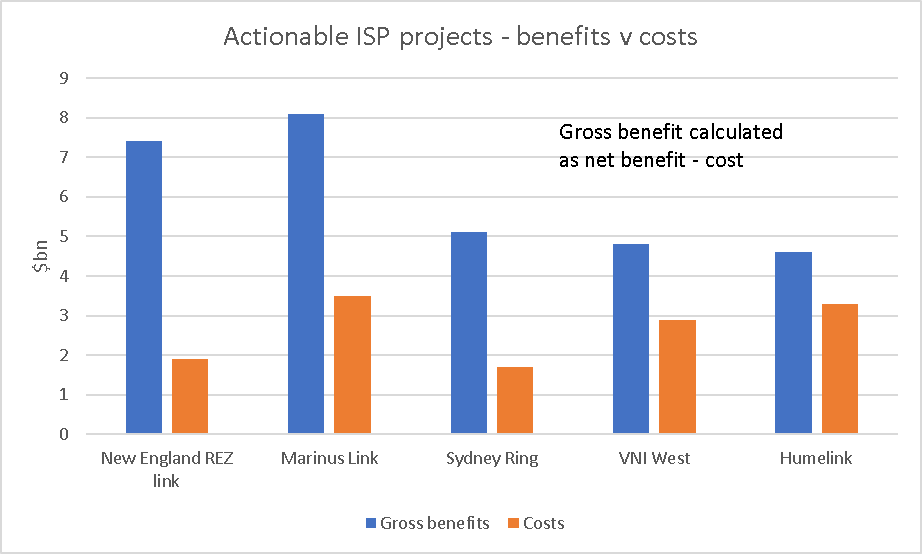 Actionable ISP projects - benefits v costs
Gross benefit calculated
as net benefit - cost
$bn
9
8
7
6
5
4
3
2
1
0
New England REZ
link
Marinus Link
Sydney Ring
VNI West
Humelink
Gross benefits
Costs